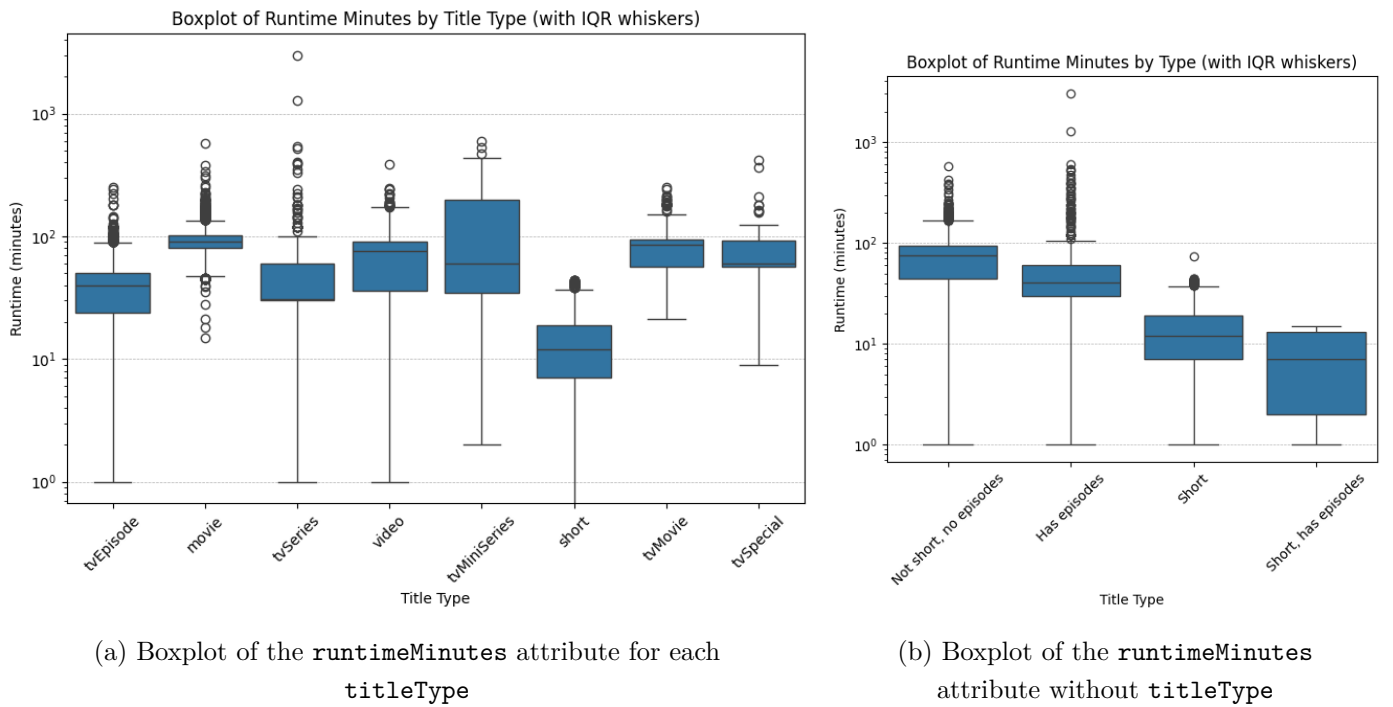 Boxplot of Runtime Minutes by Title Type (with IQR whiskers)
Runtime (minutes)
10³
10²
10¹
10⁰
tvEpisode
movie
tvSeries
video
tvMiniSeries
short
tvMovie
tvSpecial
Title Type
(a) Boxplot of the runtimeMinutes attribute for each
titleType
Boxplot of Runtime Minutes by Type (with IQR whiskers)
Runtime (minutes)
10³
10²
10¹
10⁰
Not short, no episodes
Has episodes
Short
Short, has episodes
Title Type
(b) Boxplot of the runtimeMinutes
attribute without titleType